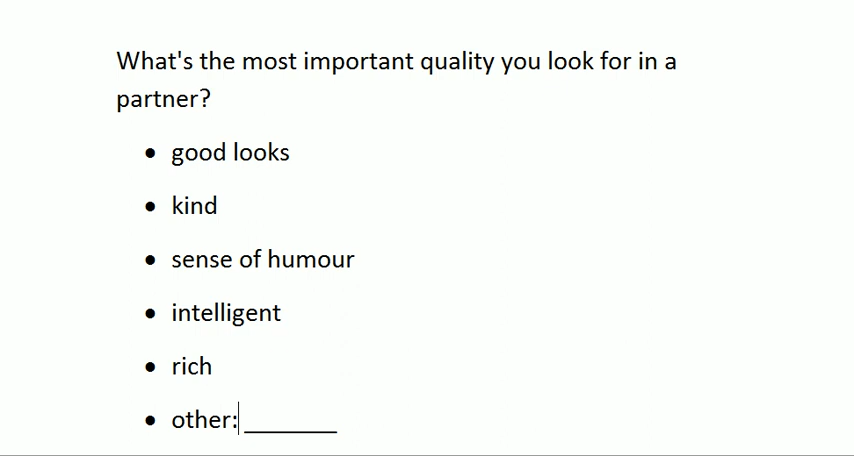 What's the most important quality you look for in a
partner?
• good looks
• kind
• sense of humour
• intelligent
• rich
• other: _______